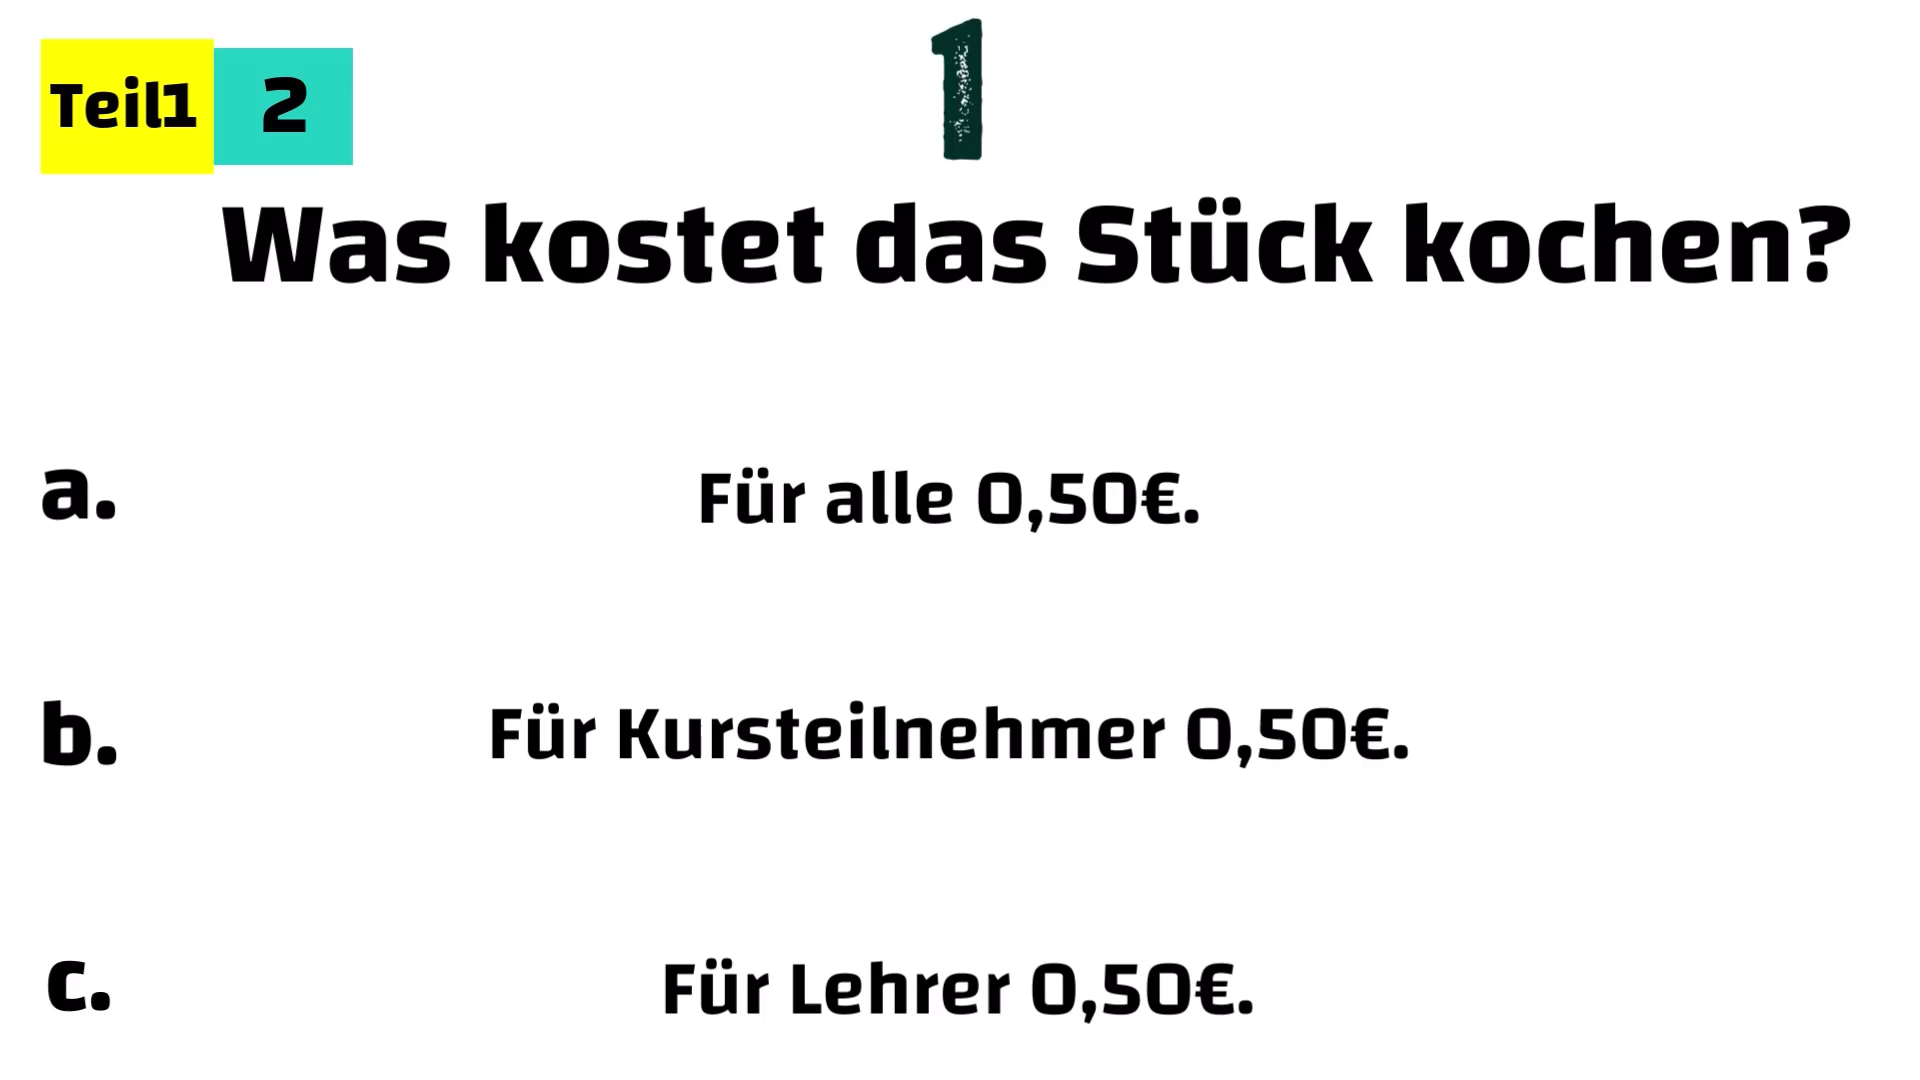 1
Teil1 2
Was kostet das Stück kochen?
a. Für alle 0,50€.
b. Für Kursteilnehmer 0,50€.
c. Für Lehrer 0,50€.